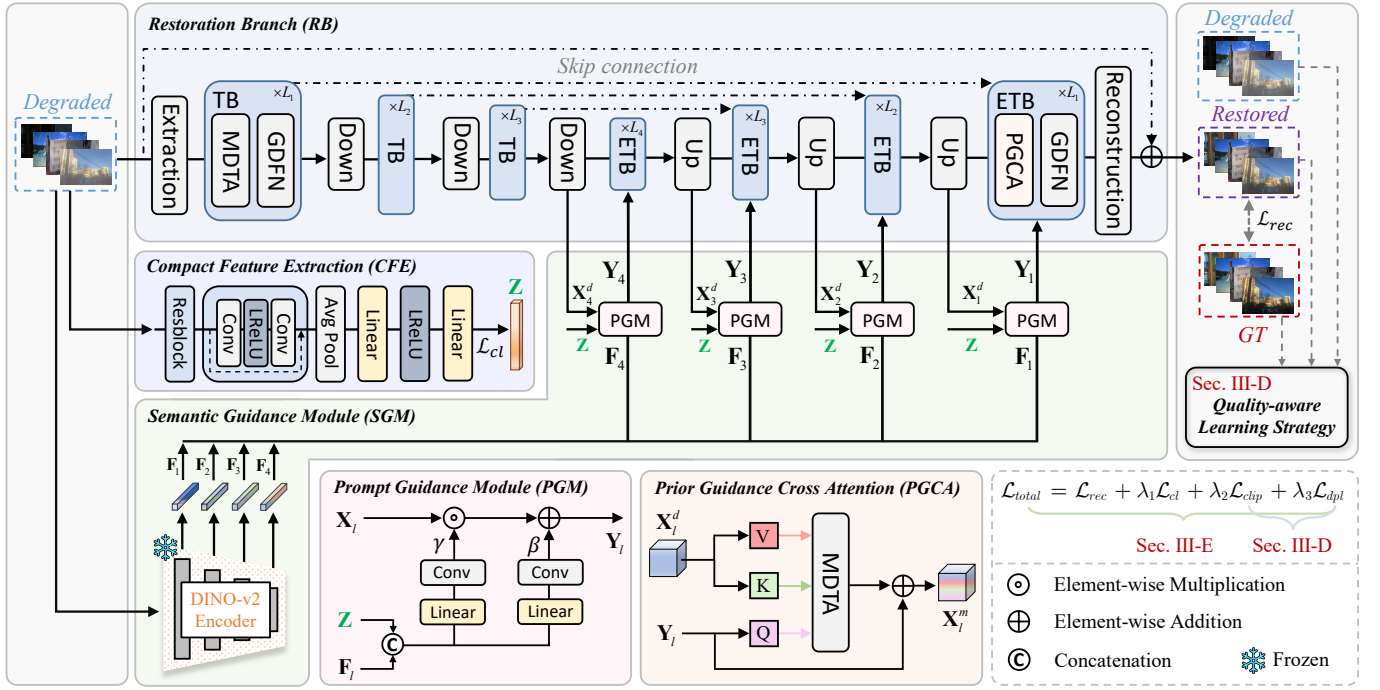 Restoration Branch (RB)
Degraded
Skip connection
Extraction
TB
×L1
MDTA
GDFN
Down
×L2
TB
Down
×L3
TB
Down
×L4
ETB
Up
×L3
ETB
Up
×L2
ETB
Up
ETB
×L1
PGCA
GDFN
Reconstruction
Degraded
Restored
ℒrec
GT
Sec. III-D
Quality-aware
Learning Strategy
Compact Feature Extraction (CFE)
Resblock
Conv
LReLU
Conv
Avg Pool
Linear
LReLU
Linear
ℒcl
Z
X4^d
Y4
Z
PGM
F4
X3^d
Y3
Z
PGM
F3
X2^d
Y2
Z
PGM
F2
X1^d
Y1
Z
PGM
F1
Semantic Guidance Module (SGM)
F1
F2
F3
F4
DINO-v2
Encoder
Prompt Guidance Module (PGM)
Xl
γ
β
Yl
Conv
Conv
Linear
Linear
Z
C
Fl
Prior Guidance Cross Attention (PGCA)
Xl^d
V
K
Q
MDTA
Yl
Xl^m
ℒtotal = ℒrec + λ1ℒcl + λ2ℒclip + λ3ℒdpl
Sec. III-E
Sec. III-D
Element-wise Multiplication
Element-wise Addition
C Concatenation
Frozen